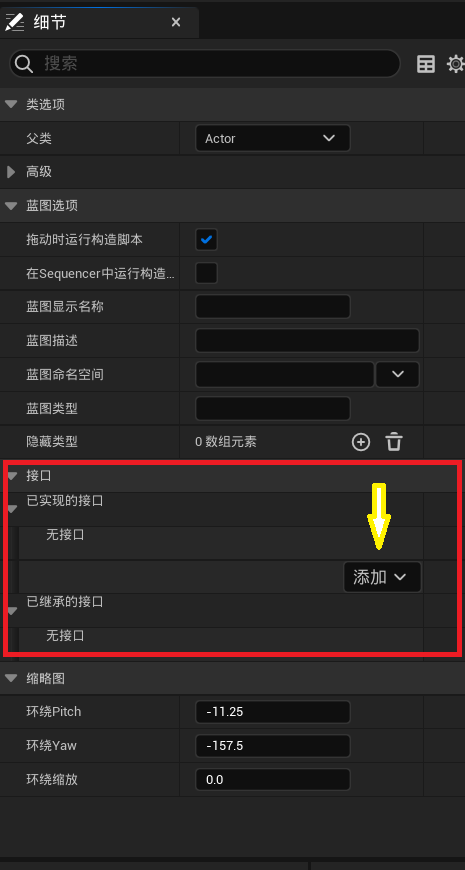 细节
搜索
类选项
父类 Actor
高级
蓝图选项
拖动时运行构造脚本
在Sequencer中运行构造...
蓝图显示名称
蓝图描述
蓝图命名空间
蓝图类型
隐藏类型 0 数组元素
接口
已实现的接口
无接口
添加
已继承的接口
无接口
缩略图
环绕Pitch -11.25
环绕Yaw -157.5
环绕缩放 0.0